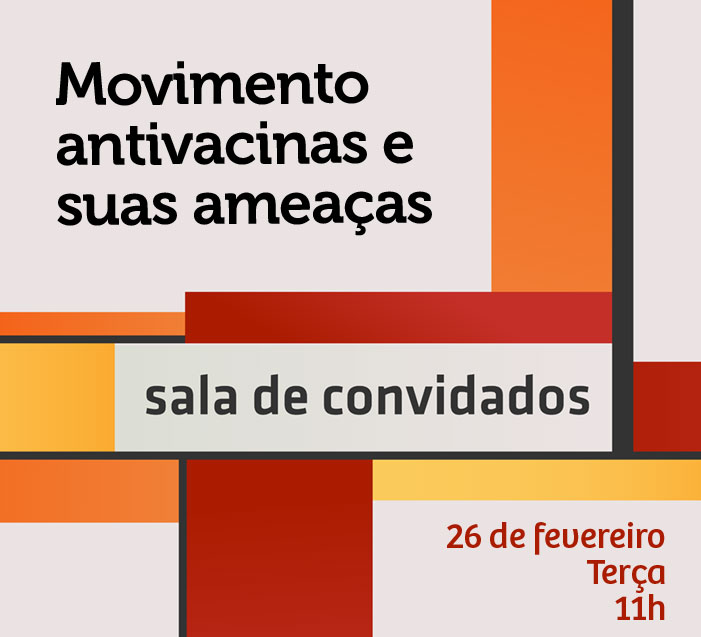 Movimento
antivacinas e
suas ameaças
sala de convidados
26 de fevereiro
Terça
11h